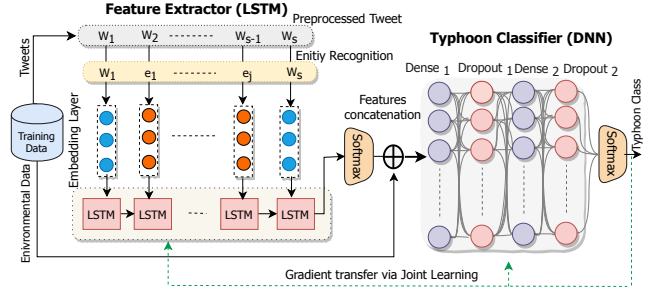 Feature Extractor (LSTM)
Preprocessed Tweet
W1 W2 Ws-1 Ws
Enitiy Recognition
W1 e1 ej Ws
Tweets
Training
Data
Enivronmental Data
Embedding Layer
LSTM LSTM LSTM LSTM
Softmax
Features
concatenation
Typhoon Classifier (DNN)
Dense 1 Dropout 1 Dense 2 Dropout 2
Softmax
Typhoon Class
Gradient transfer via Joint Learning